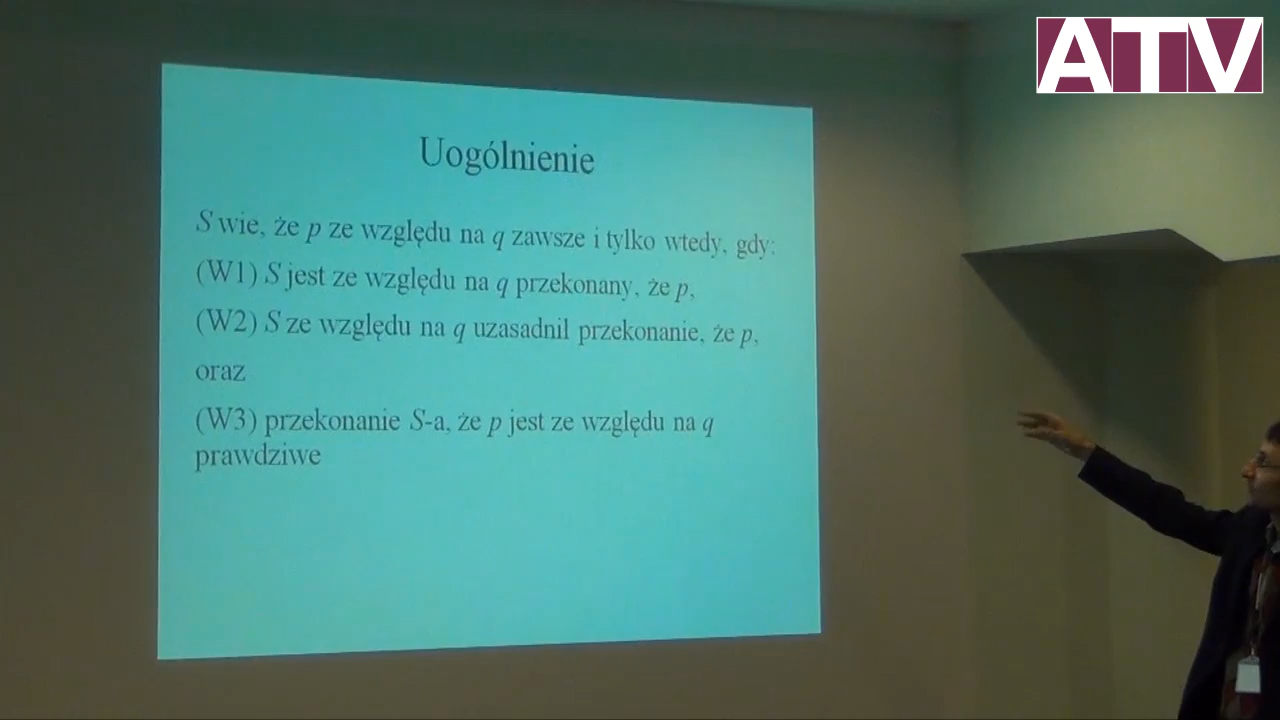 ATV
Uogólnienie
S wie, że p ze względu na q zawsze i tylko wtedy, gdy:
(W1) S jest ze względu na q przekonany, że p,
(W2) S ze względu na q uzasadnił przekonanie, że p,
oraz
(W3) przekonanie S-a, że p jest ze względu na q
prawdziwe